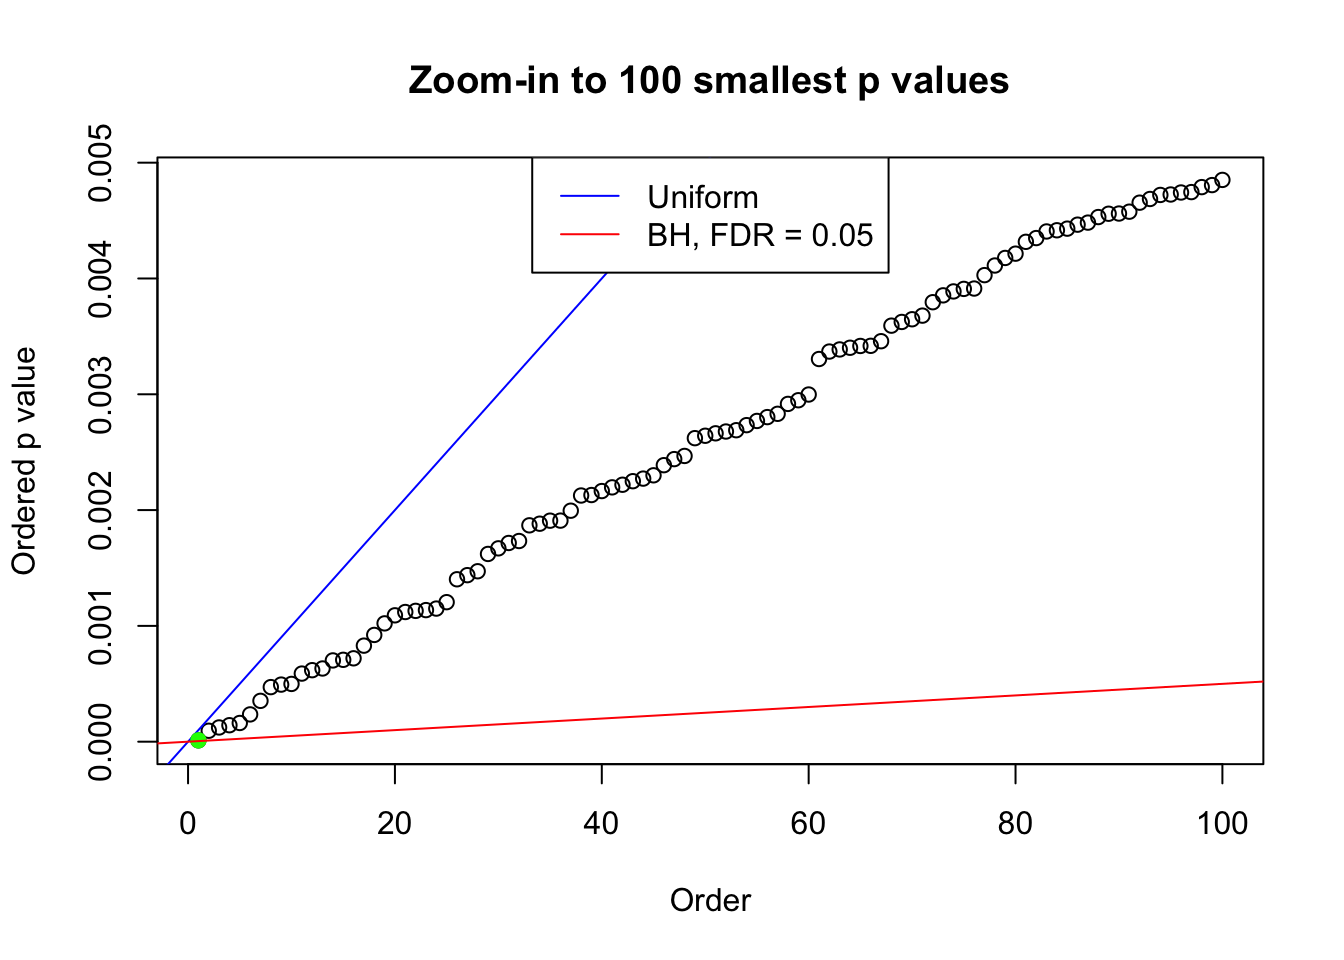 Zoom-in to 100 smallest p values
Uniform
BH, FDR = 0.05
Ordered p value
0.005
0.004
0.003
0.002
0.001
0.000
0 20 40 60 80 100
Order